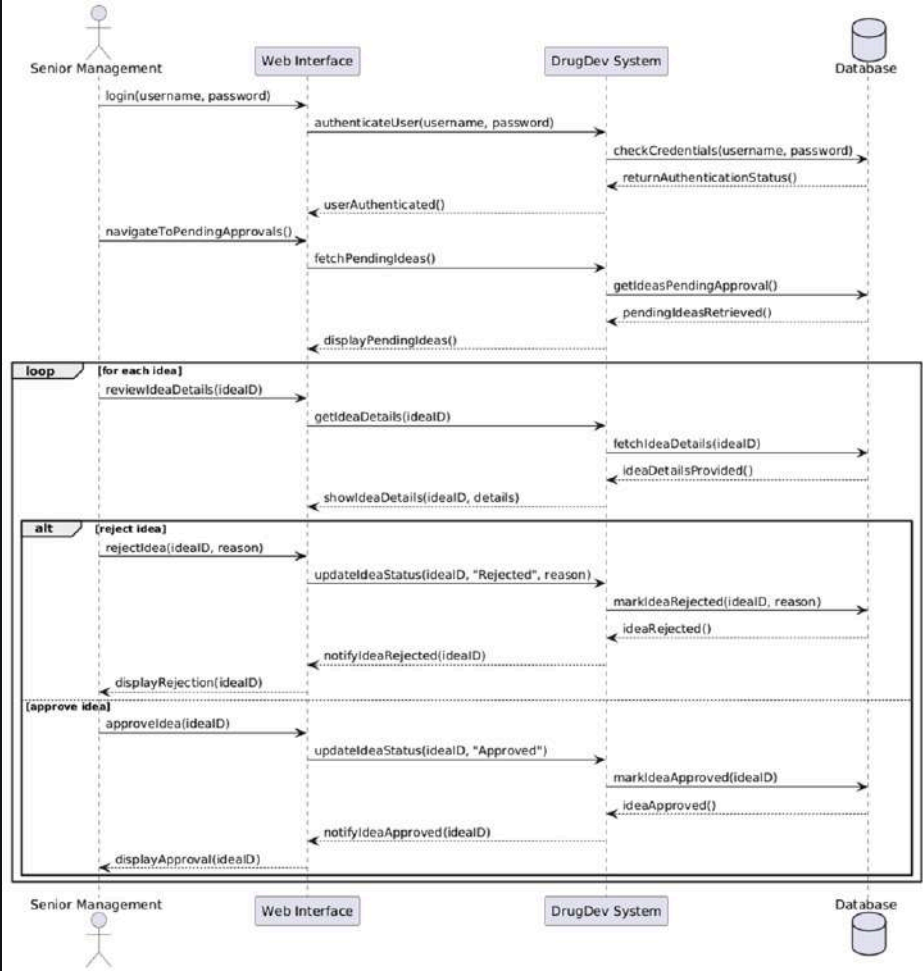 Senior Management
Web Interface
DrugDev System
Database
login(username, password)
authenticateUser(username, password)
checkCredentials(username, password)
returnAuthenticationStatus()
userAuthenticated()
navigateToPendingApprovals()
fetchPendingIdeas()
getIdeasPendingApproval()
pendingIdeasRetrieved()
displayPendingIdeas()
loop [for each idea]
reviewIdeaDetails(ideaID)
getIdeaDetails(ideaID)
fetchIdeaDetails(ideaID)
ideaDetailsProvided()
showIdeaDetails(ideaID, details)
alt [reject idea]
rejectIdea(ideaID, reason)
updateIdeaStatus(ideaID, "Rejected", reason)
markIdeaRejected(ideaID, reason)
ideaRejected()
notifyIdeaRejected(ideaID)
displayRejection(ideaID)
[approve idea]
approveIdea(ideaID)
updateIdeaStatus(ideaID, "Approved")
markIdeaApproved(ideaID)
ideaApproved()
notifyIdeaApproved(ideaID)
displayApproval(ideaID)
Senior Management
Web Interface
DrugDev System
Database